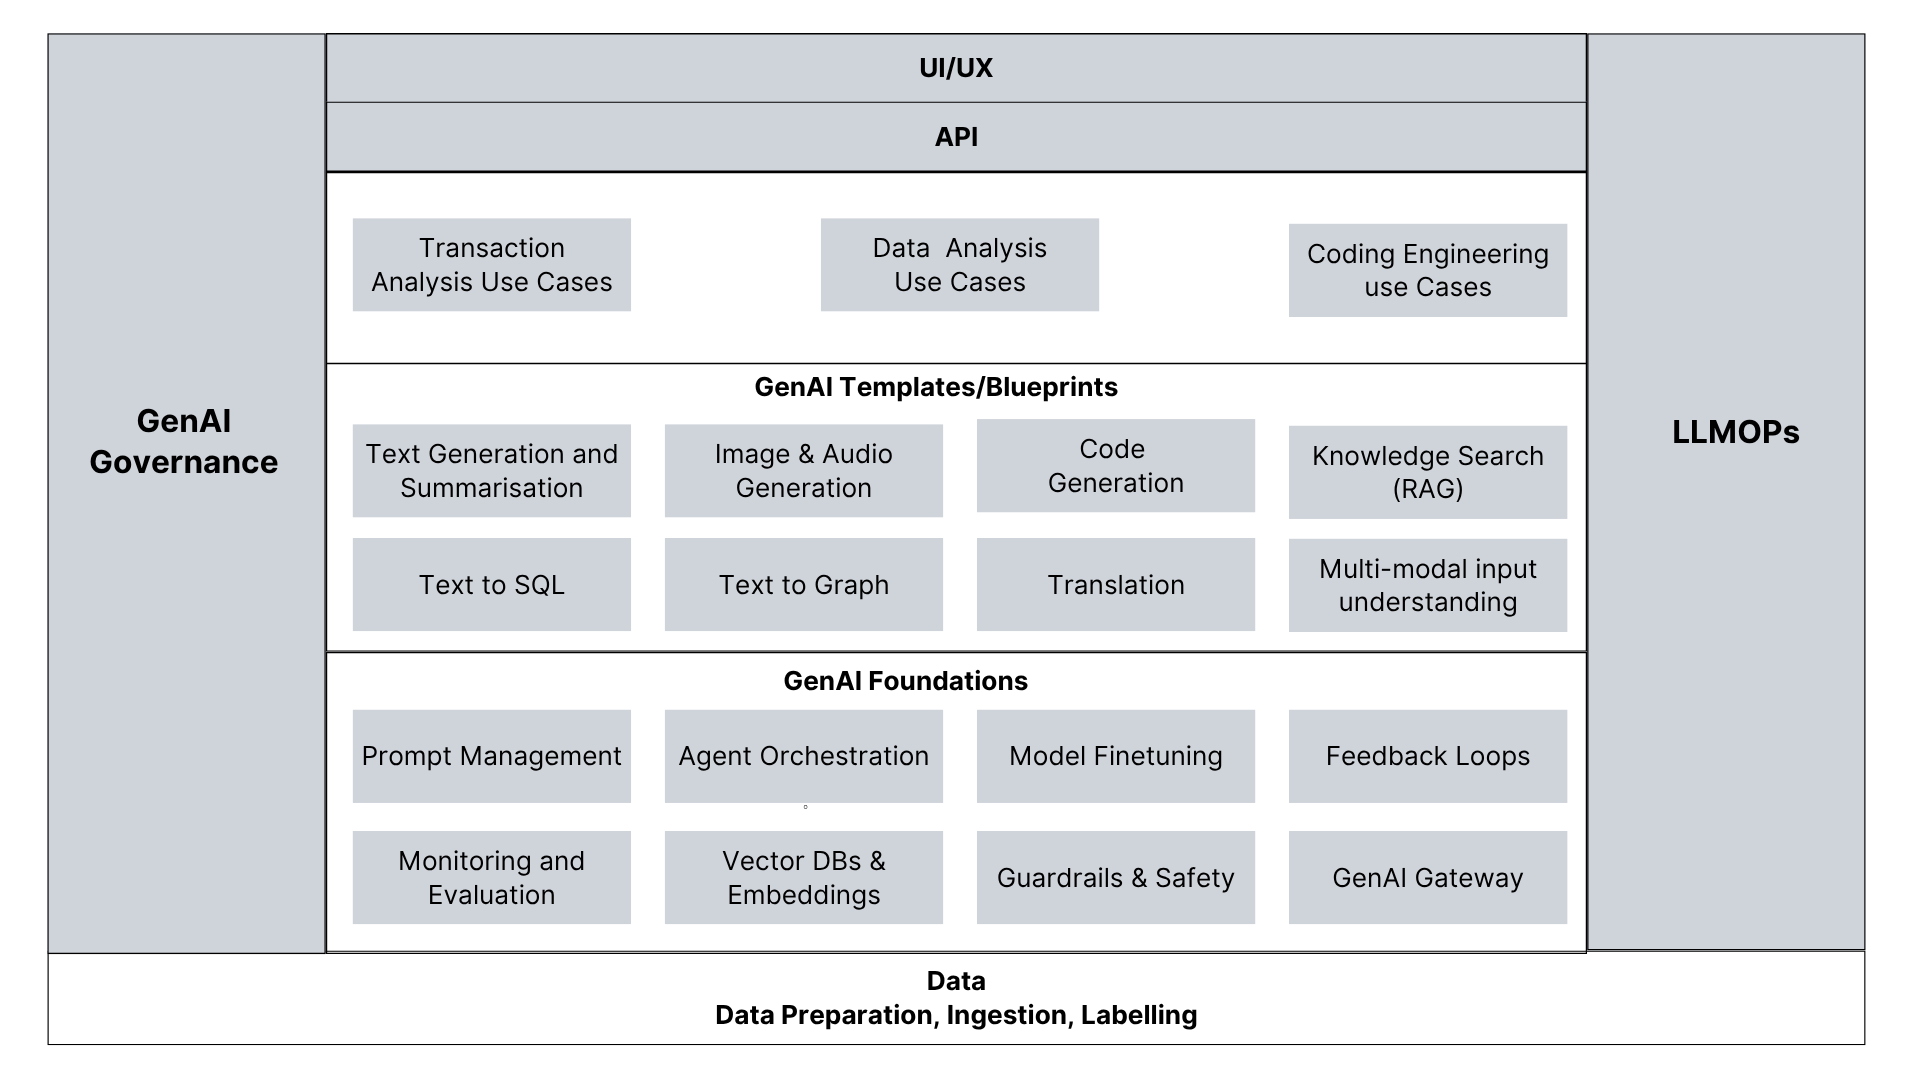 UI/UX
API
GenAI
Governance
LLMOPs
Transaction
Analysis Use Cases
Data  Analysis
Use Cases
Coding Engineering
use Cases
GenAI Templates/Blueprints
Text Generation and
Summarisation
Image & Audio
Generation
Code
Generation
Knowledge Search
(RAG)
Text to SQL
Text to Graph
Translation
Multi-modal input
understanding
GenAI Foundations
Prompt Management
Agent Orchestration
Model Finetuning
Feedback Loops
Monitoring and
Evaluation
Vector DBs &
Embeddings
Guardrails & Safety
GenAI Gateway
Data
Data Preparation, Ingestion, Labelling